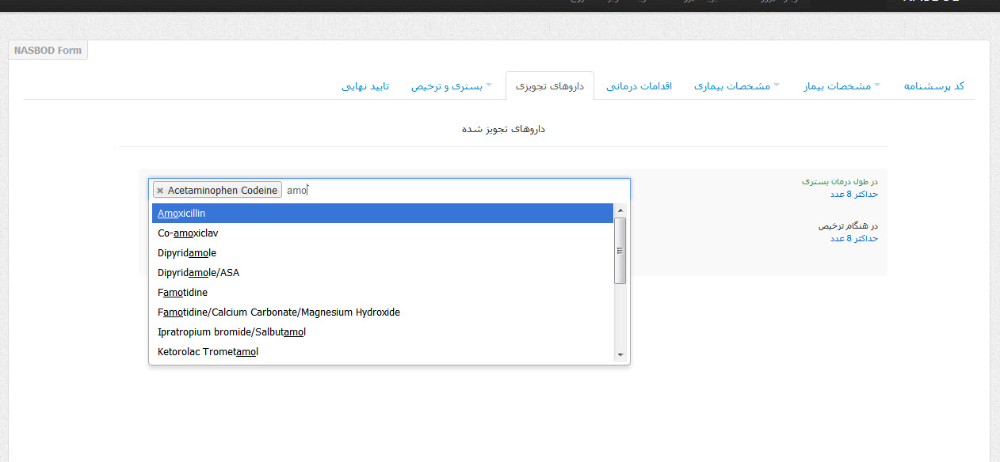 NASBOD Form
کد پرسشنامه
مشخصات بیمار
مشخصات بیماری
اقدامات درمانی
داروهای تجویزی
بستری و ترخیص
تایید نهایی
داروهای تجویز شده
در طول درمان بستری
حداکثر 8 عدد
Acetaminophen Codeine amo
Amoxicillin
Co-amoxiclav
Dipyridamole
Dipyridamole/ASA
Famotidine
Famotidine/Calcium Carbonate/Magnesium Hydroxide
Ipratropium bromide/Salbutamol
Ketorolac Trometamol
در هنگام ترخیص
حداکثر 8 عدد